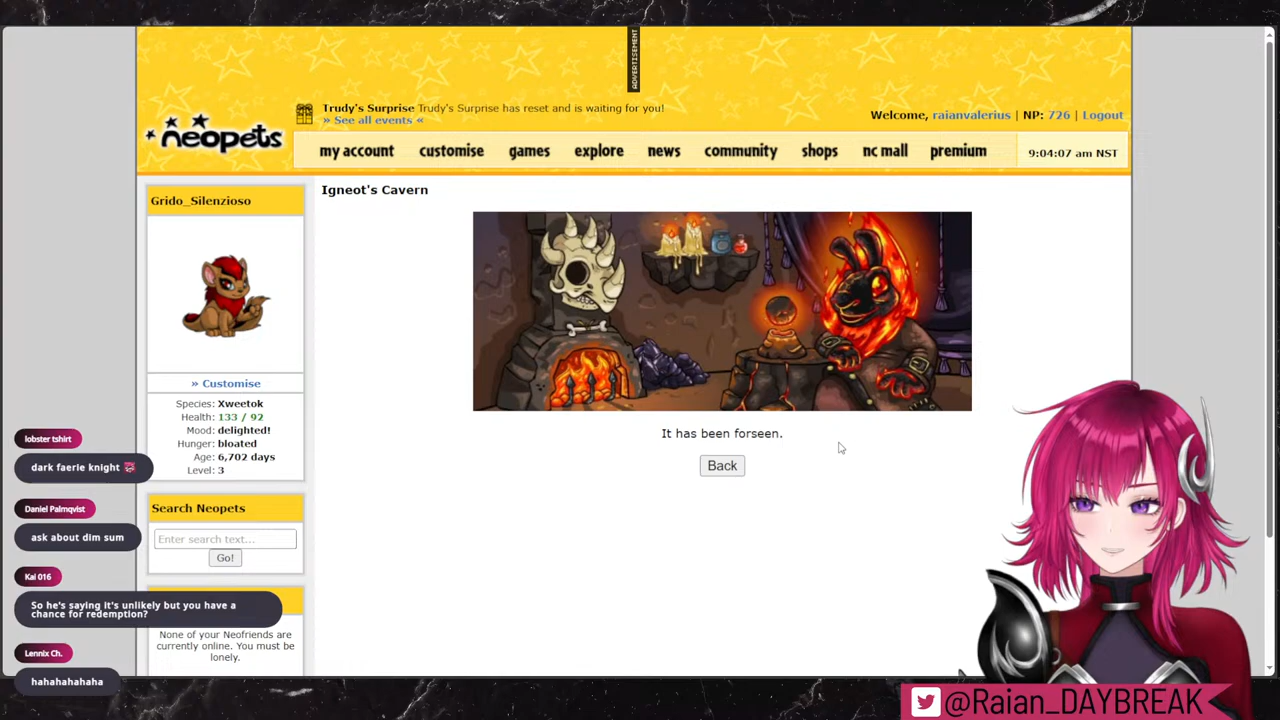 ADVERTISEMENT
Trudy's Surprise Trudy's Surprise has reset and is waiting for you!
» See all events «
Welcome, raianvalerius | NP: 726 | Logout
neopets
my account customise games explore news community shops nc mall premium
9:04:07 am NST
Grido_Silenzioso
» Customise
Species: Xweetok
Health: 133 / 92
Mood: delighted!
Hunger: bloated
Age: 6,702 days
Level: 3
Search Neopets
Enter search text...
Go!
None of your Neofriends are
currently online. You must be
lonely.
Igneot's Cavern
It has been forseen.
Back
lobster tshirt
dark faerie knight
Daniel Palmqvist
ask about dim sum
Kai 016
So he's saying it's unlikely but you have a
chance for redemption?
Lennix Ch.
hahahahahaha
@Raian_DAYBREAK